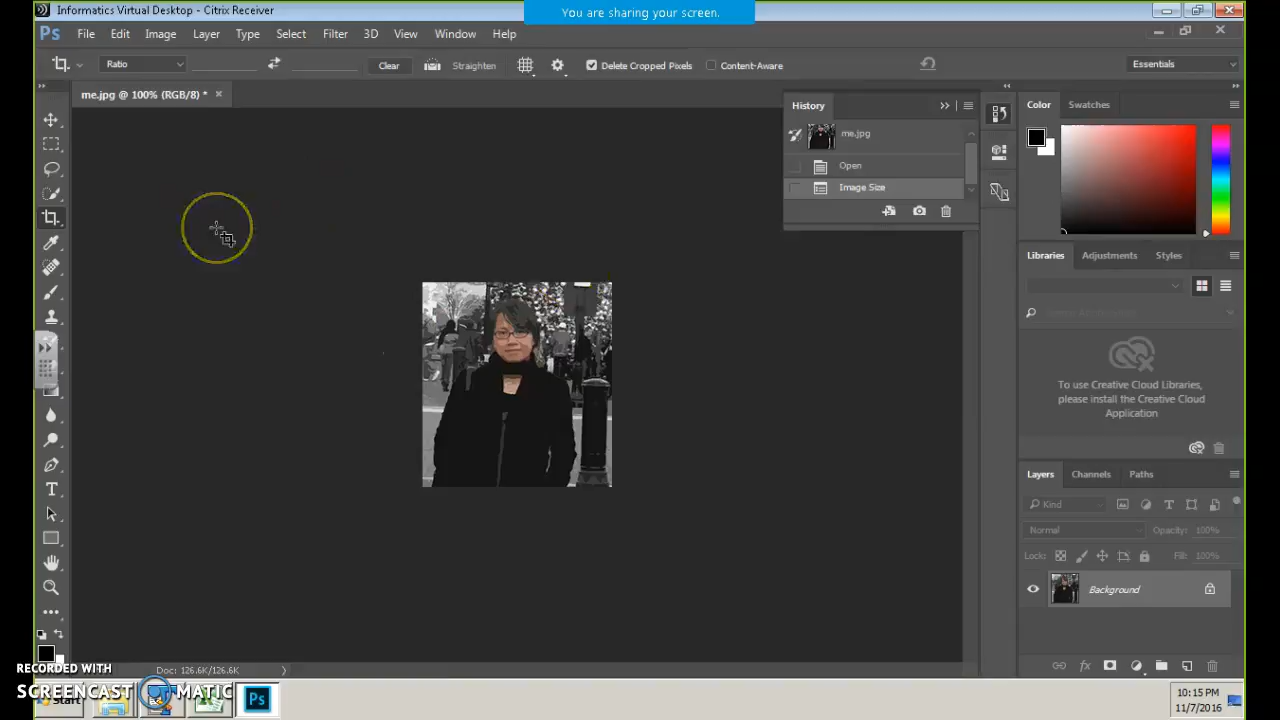 Informatics Virtual Desktop - Citrix Receiver
You are sharing your screen.
Ps File Edit Image Layer Type Select Filter 3D View Window Help
Ratio Clear Straighten Delete Cropped Pixels Content-Aware Essentials
me.jpg @ 100% (RGB/8) *
History
me.jpg
Open
Image Size
Color Swatches
Libraries Adjustments Styles
To use Creative Cloud Libraries,
please install the Creative Cloud
Application
Layers Channels Paths
Kind
Normal Opacity: 100%
Lock: Fill: 100%
Background
fx
Doc: 126.6K/126.6K
RECORDED WITH
SCREENCAST MATIC
Start
Ps
10:15 PM
11/7/2016